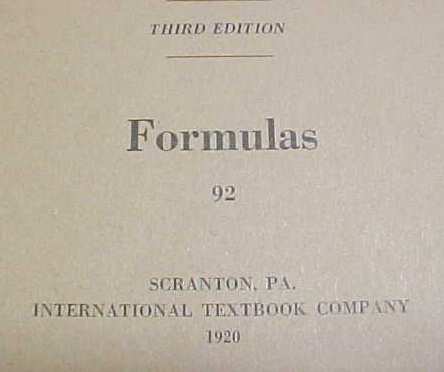 THIRD EDITION
Formulas
92
SCRANTON, PA.
INTERNATIONAL TEXTBOOK COMPANY
1920